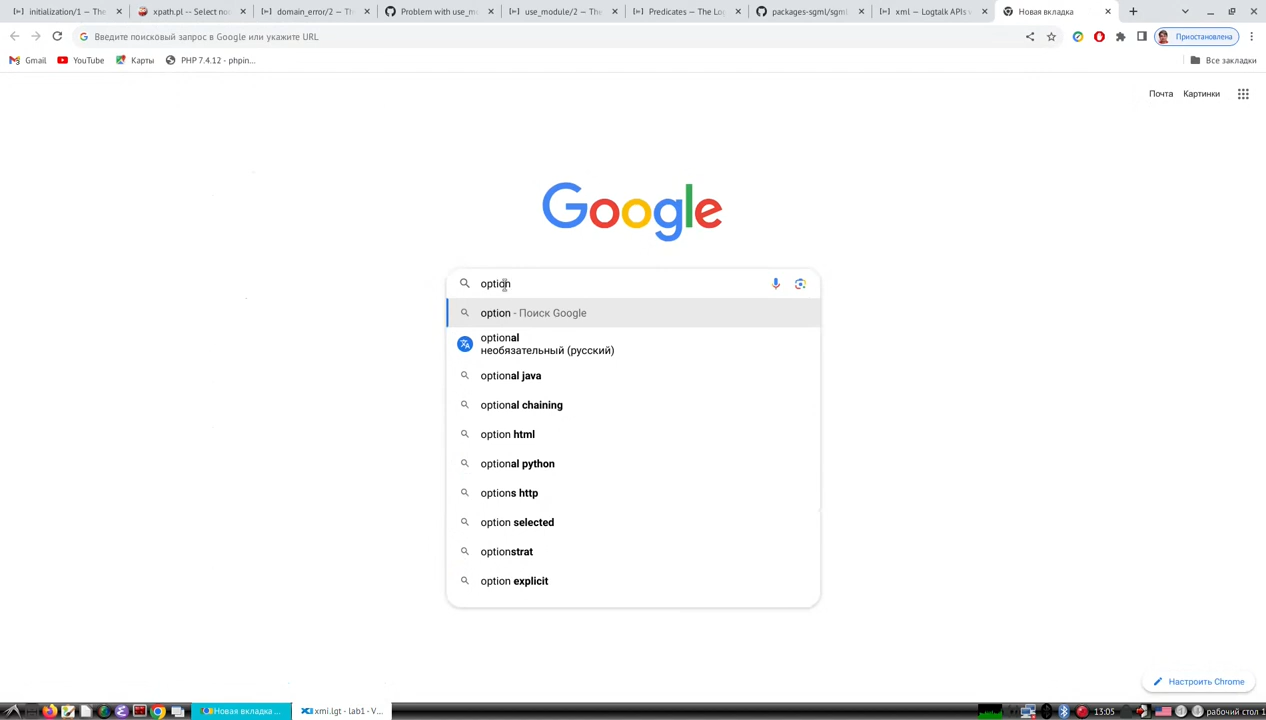 initialization/1 — The
xpath.pl -- Select no
domain_error/2 — Th
Problem with use_m
use_module/2 — The
Predicates — The Lo
packages-sgml/sgml
xml — Logtalk APIs
Новая вкладка
Введите поисковый запрос в Google или укажите URL
Приостановлена
Gmail
YouTube
Карты
PHP 7.4.12 - phpin...
Все закладки
Почта
Картинки
Google
option
option - Поиск Google
optional
необязательный (русский)
optional java
optional chaining
option html
optional python
options http
option selected
optionstrat
option explicit
Настроить Chrome
Новая вкладка...
xmi.lgt - lab1 - V...
13:05
рабочий стол 1